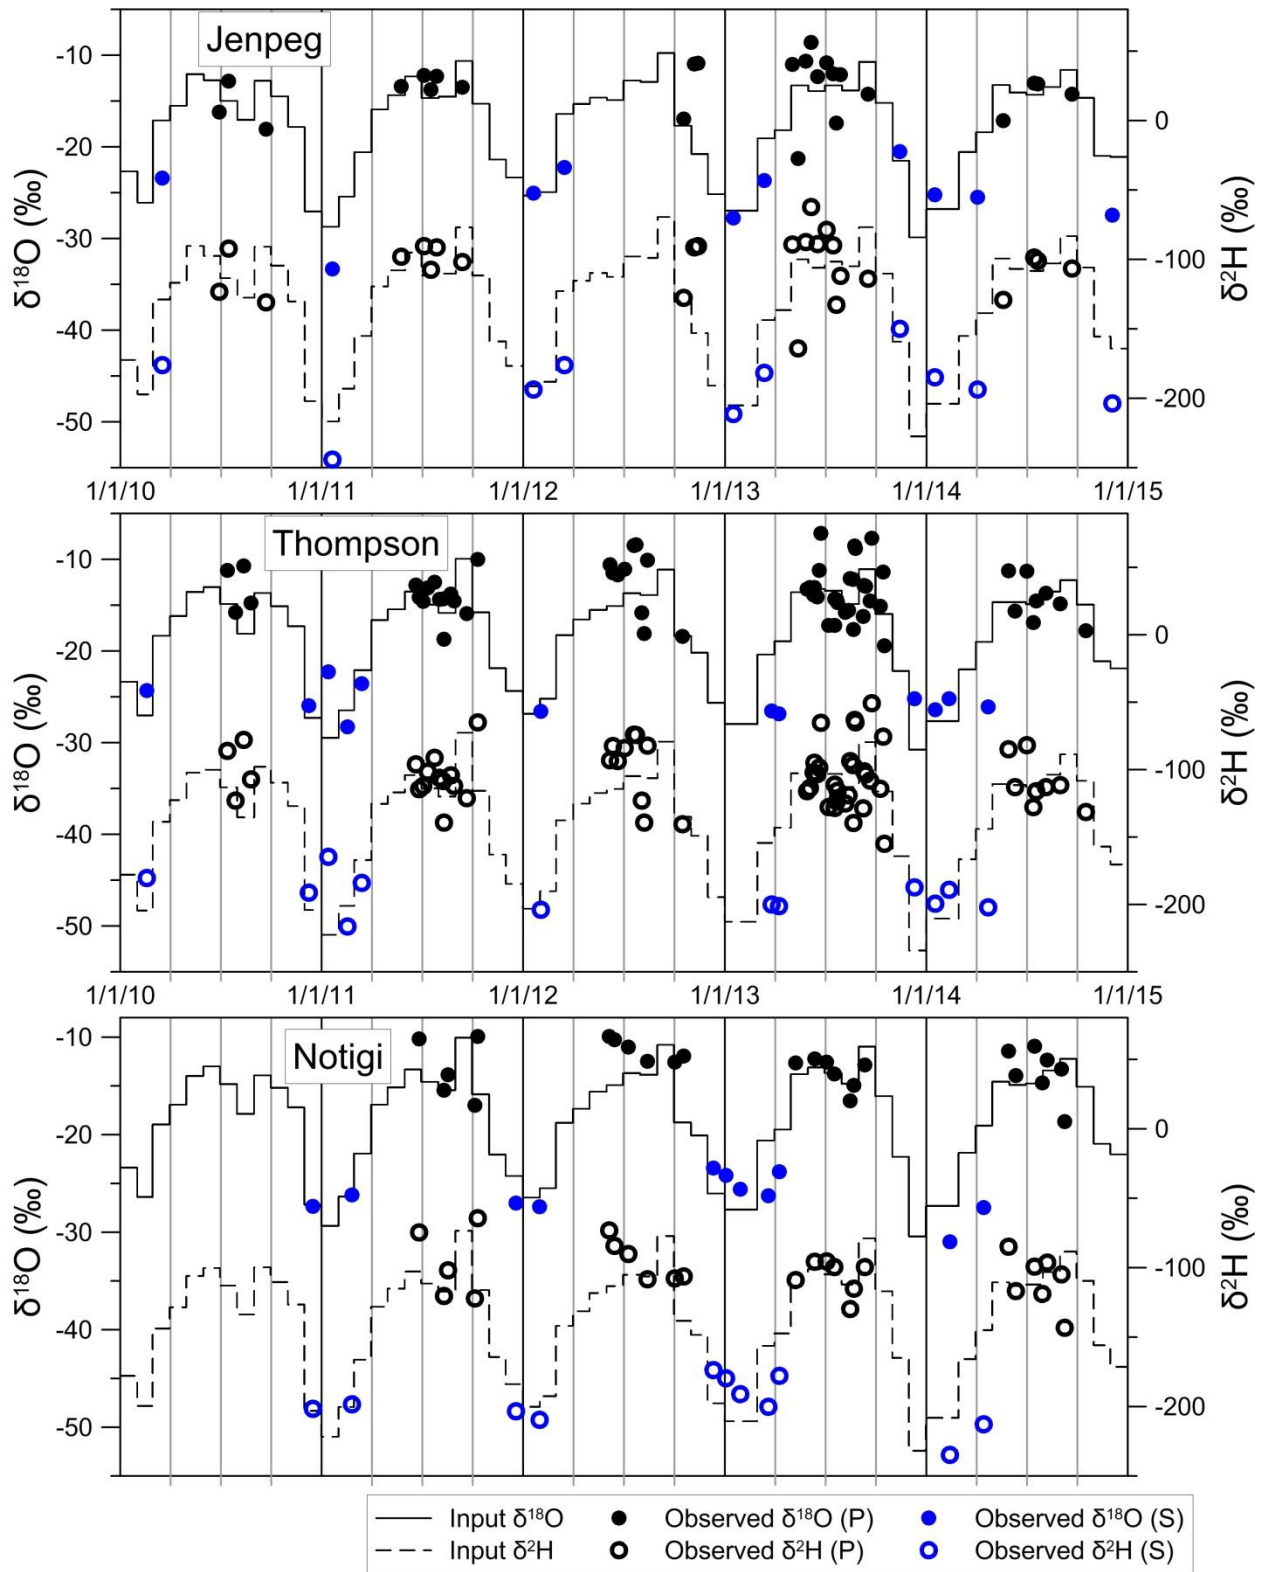 Jenpeg
-10
-20
-30
-40
-50
δ¹⁸O (‰)
0
-100
-200
δ²H (‰)
1/1/10 1/1/11 1/1/12 1/1/13 1/1/14 1/1/15
Thompson
-10
-20
-30
-40
-50
δ¹⁸O (‰)
0
-100
-200
δ²H (‰)
1/1/10 1/1/11 1/1/12 1/1/13 1/1/14 1/1/15
Notigi
-10
-20
-30
-40
-50
δ¹⁸O (‰)
0
-100
-200
δ²H (‰)
Input δ¹⁸O Observed δ¹⁸O (P) Observed δ¹⁸O (S)
Input δ²H Observed δ²H (P) Observed δ²H (S)